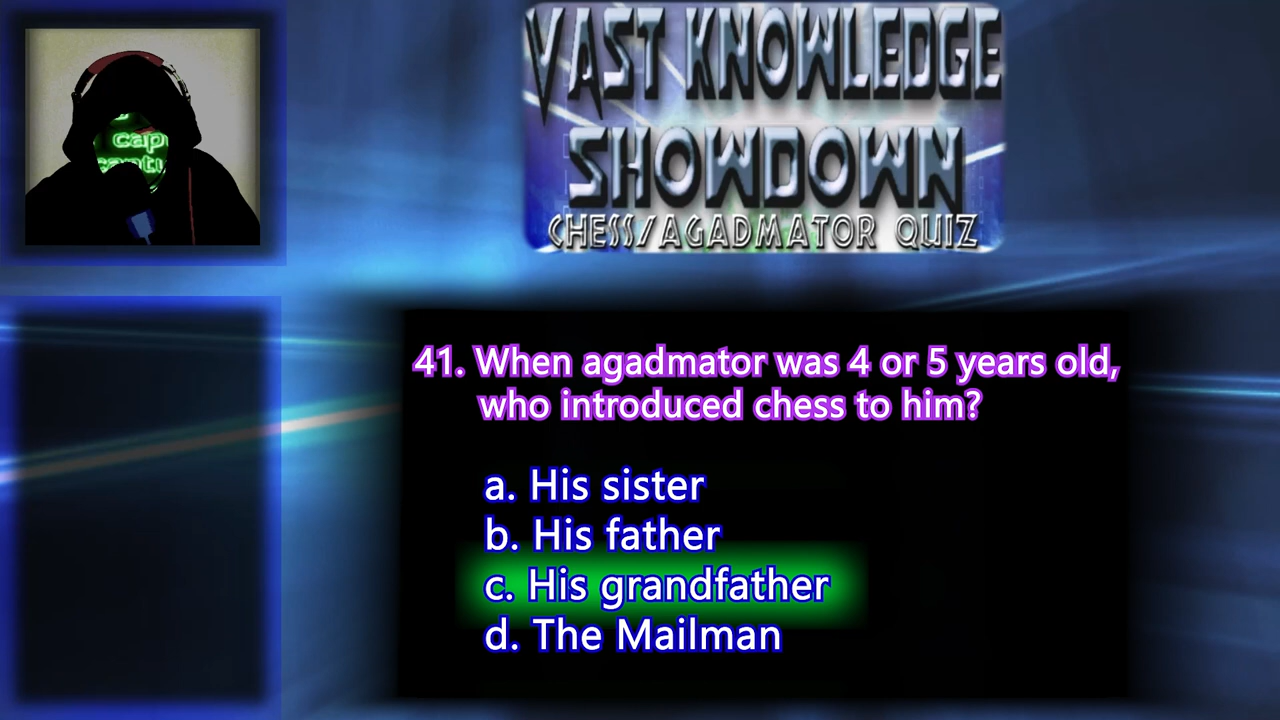 cap
VAST KNOWLEDGE
SHOWDOWN
CHESS/AGADMATOR QUIZ
41. When agadmator was 4 or 5 years old,
who introduced chess to him?
a. His sister
b. His father
c. His grandfather
d. The Mailman